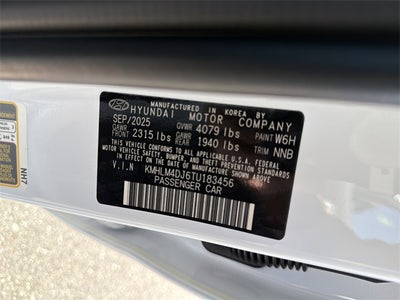 MANUFACTURED IN KOREA BY
HYUNDAI MOTOR COMPANY
SEP/2025 GVWR 4079 lbs PAINT W6H
GAWR FRONT 2315 lbs GAWR REAR 1940 lbs TRIM NNB
THIS VEHICLE CONFORMS TO ALL APPLICABLE U.S.A. FEDERAL MOTOR VEHICLE
SAFETY, BUMPER, AND THEFT PREVENTION STANDARDS IN EFFECT ON THE DATE OF
MANUFACTURE SHOWN ABOVE.
V.I.N KMHLM4DJ6TU183456
PASSENGER CAR
NH7